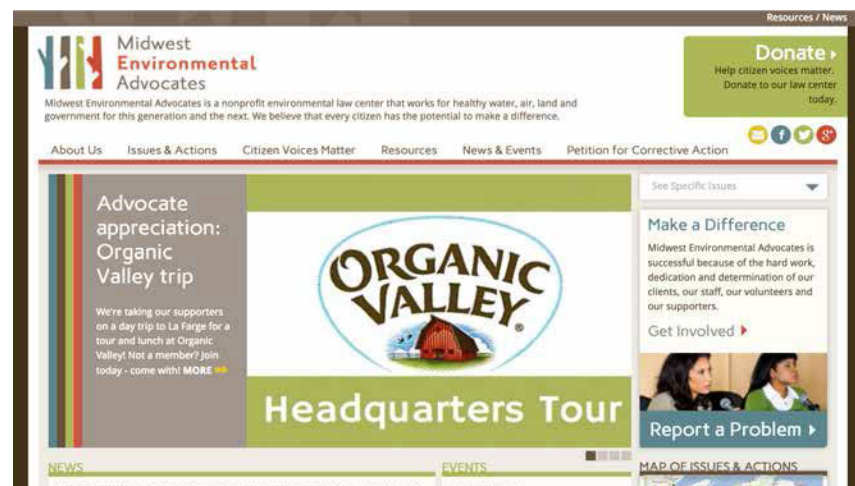 Resources / News
Midwest
Environmental
Advocates
Midwest Environmental Advocates is a nonprofit environmental law center that works for healthy water, air, land and
government for this generation and the next. We believe that every citizen has the potential to make a difference.
Donate
Help citizen voices matter.
Donate to our law center
today.
About Us Issues & Actions Citizen Voices Matter Resources News & Events Petition for Corrective Action
Advocate
appreciation:
Organic
Valley trip
We're taking our supporters
on a day trip to La Farge for a
tour and lunch at Organic
Valley! Not a member? Join
today - come with! MORE
ORGANIC
VALLEY®
Headquarters Tour
See Specific Issues
Make a Difference
Midwest Environmental Advocates is
successful because of the hard work,
dedication and determination of our
clients, our staff, our volunteers and
our supporters.
Get Involved
Report a Problem
NEWS
EVENTS
MAP OF ISSUES & ACTIONS